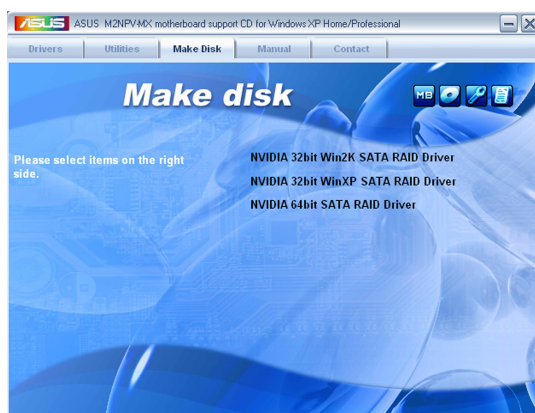 ASUS ASUS M2NPV-MX motherboard support CD for Windows XP Home/Professional
Drivers Utilities Make Disk Manual Contact
Make disk
MB
Please select items on the right
side.
NVIDIA 32bit Win2K SATA RAID Driver
NVIDIA 32bit WinXP SATA RAID Driver
NVIDIA 64bit SATA RAID Driver